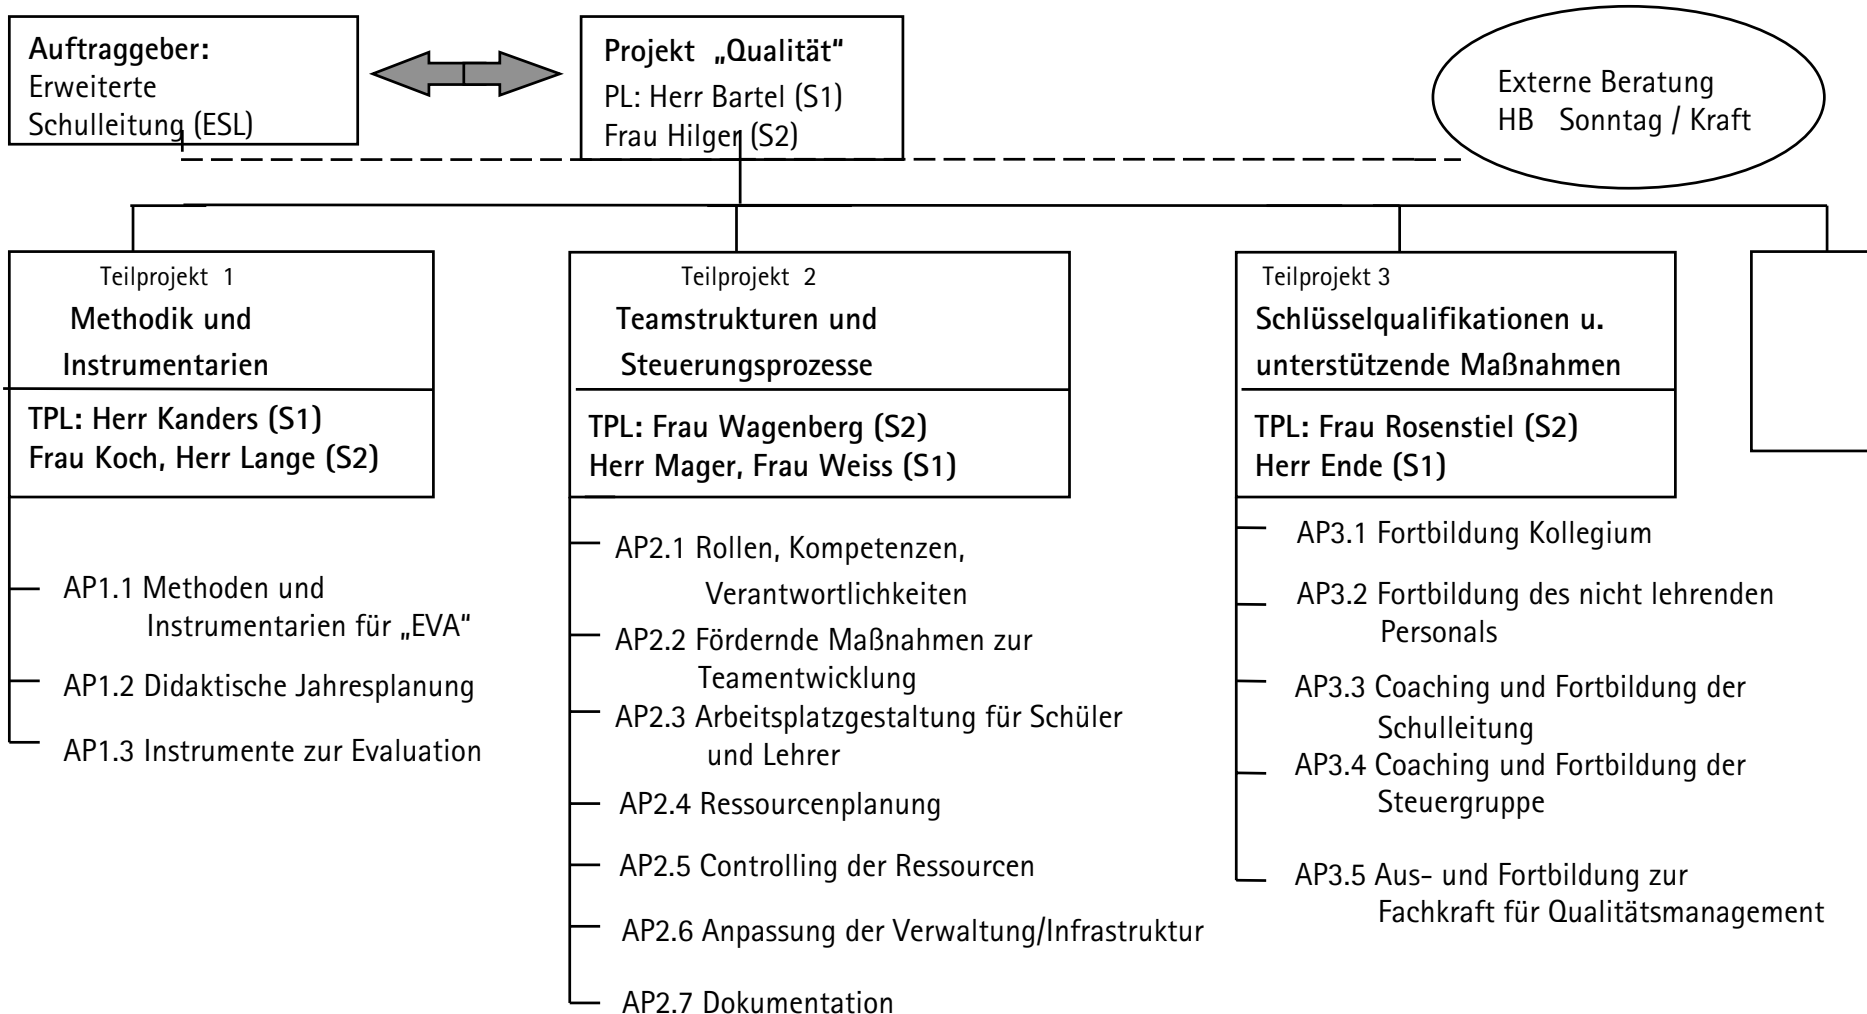 Auftraggeber:
Erweiterte
Schulleitung (ESL)
Projekt „Qualität“
PL: Herr Bartel (S1)
Frau Hilger (S2)
Externe Beratung
HB Sonntag / Kraft
Teilprojekt 1
Methodik und
Instrumentarien
TPL: Herr Kanders (S1)
Frau Koch, Herr Lange (S2)
AP1.1 Methoden und
Instrumentarien für „EVA“
AP1.2 Didaktische Jahresplanung
AP1.3 Instrumente zur Evaluation
Teilprojekt 2
Teamstrukturen und
Steuerungsprozesse
TPL: Frau Wagenberg (S2)
Herr Mager, Frau Weiss (S1)
AP2.1 Rollen, Kompetenzen,
Verantwortlichkeiten
AP2.2 Fördernde Maßnahmen zur
Teamentwicklung
AP2.3 Arbeitsplatzgestaltung für Schüler
und Lehrer
AP2.4 Ressourcenplanung
AP2.5 Controlling der Ressourcen
AP2.6 Anpassung der Verwaltung/Infrastruktur
AP2.7 Dokumentation
Teilprojekt 3
Schlüsselqualifikationen u.
unterstützende Maßnahmen
TPL: Frau Rosenstiel (S2)
Herr Ende (S1)
AP3.1 Fortbildung Kollegium
AP3.2 Fortbildung des nicht lehrenden
Personals
AP3.3 Coaching und Fortbildung der
Schulleitung
AP3.4 Coaching und Fortbildung der
Steuergruppe
AP3.5 Aus- und Fortbildung zur
Fachkraft für Qualitätsmanagement